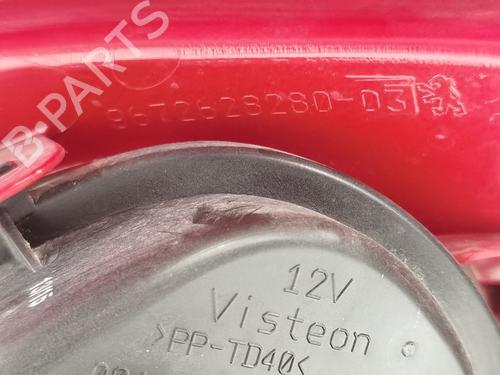 9672628280-03
B-PARTS
12V
Visteon
>PP-TD40<